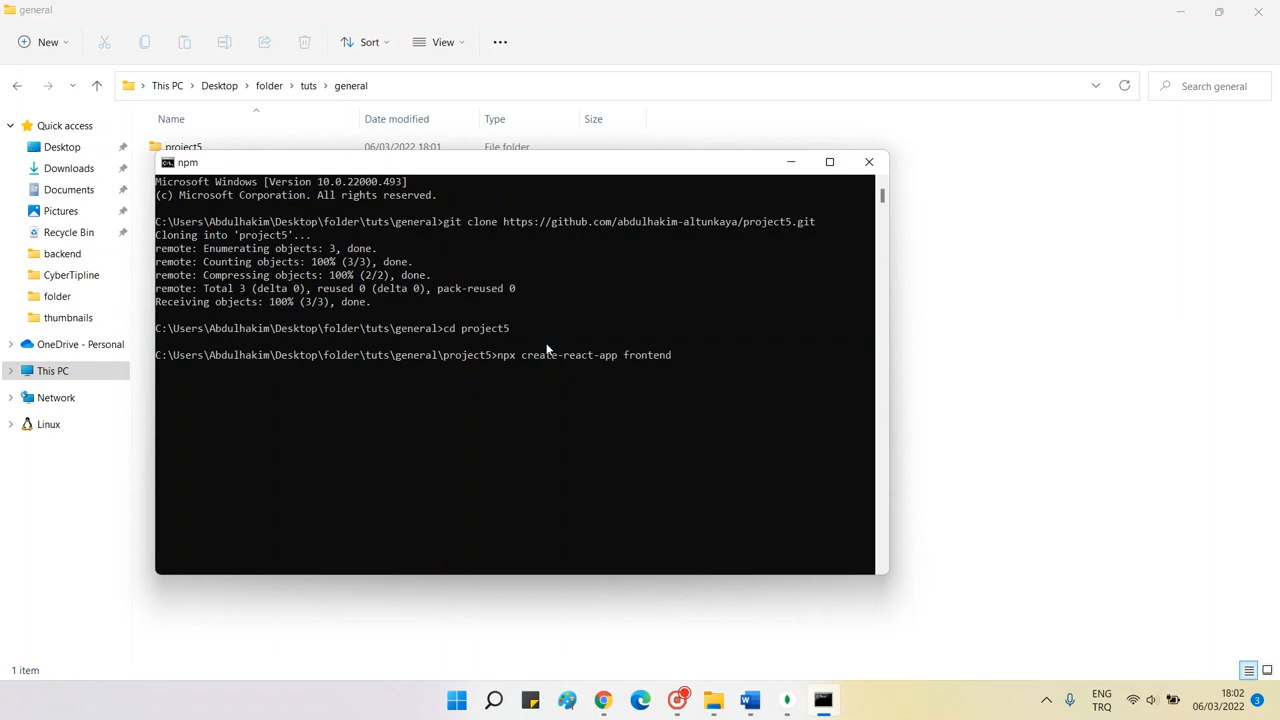 general
New
Sort
View
This PC
Desktop
folder
tuts
general
Search general
Quick access
Desktop
Downloads
Documents
Pictures
Recycle Bin
backend
CyberTipline
folder
thumbnails
OneDrive - Personal
This PC
Network
Linux
Name
Date modified
Type
Size
project5
06/03/2022 18:01
File folder
npm
Microsoft Windows [Version 10.0.22000.493]
(c) Microsoft Corporation. All rights reserved.
C:\Users\Abdulhakim\Desktop\folder\tuts\general>git clone https://github.com/abdulhakim-altunkaya/project5.git
Cloning into 'project5'...
remote: Enumerating objects: 3, done.
remote: Counting objects: 100% (3/3), done.
remote: Compressing objects: 100% (2/2), done.
remote: Total 3 (delta 0), reused 0 (delta 0), pack-reused 0
Receiving objects: 100% (3/3), done.
C:\Users\Abdulhakim\Desktop\folder\tuts\general>cd project5
C:\Users\Abdulhakim\Desktop\folder\tuts\general\project5>npx create-react-app frontend
1 item
ENG
TRQ
18:02
06/03/2022
3